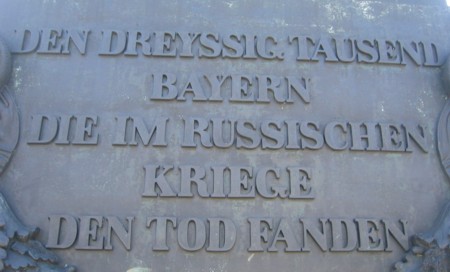 DEN DREYSSIG TAUSEND
BAYERN
DIE IM RUSSISCHEN
KRIEGE
DEN TOD FANDEN